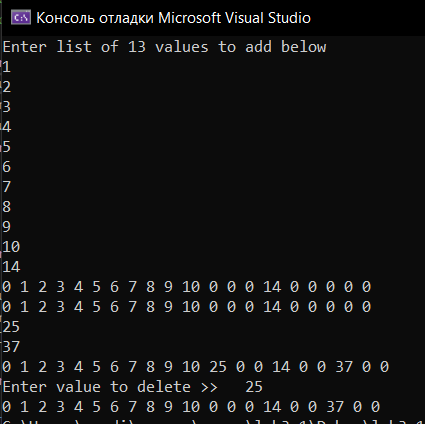 Консоль отладки Microsoft Visual Studio
Enter list of 13 values to add below
1
2
3
4
5
6
7
8
9
10
14
0 1 2 3 4 5 6 7 8 9 10 0 0 0 14 0 0 0 0 0
0 1 2 3 4 5 6 7 8 9 10 0 0 0 14 0 0 0 0 0
25
37
0 1 2 3 4 5 6 7 8 9 10 25 0 0 14 0 0 37 0 0
Enter value to delete >>   25
0 1 2 3 4 5 6 7 8 9 10 0 0 0 14 0 0 37 0 0